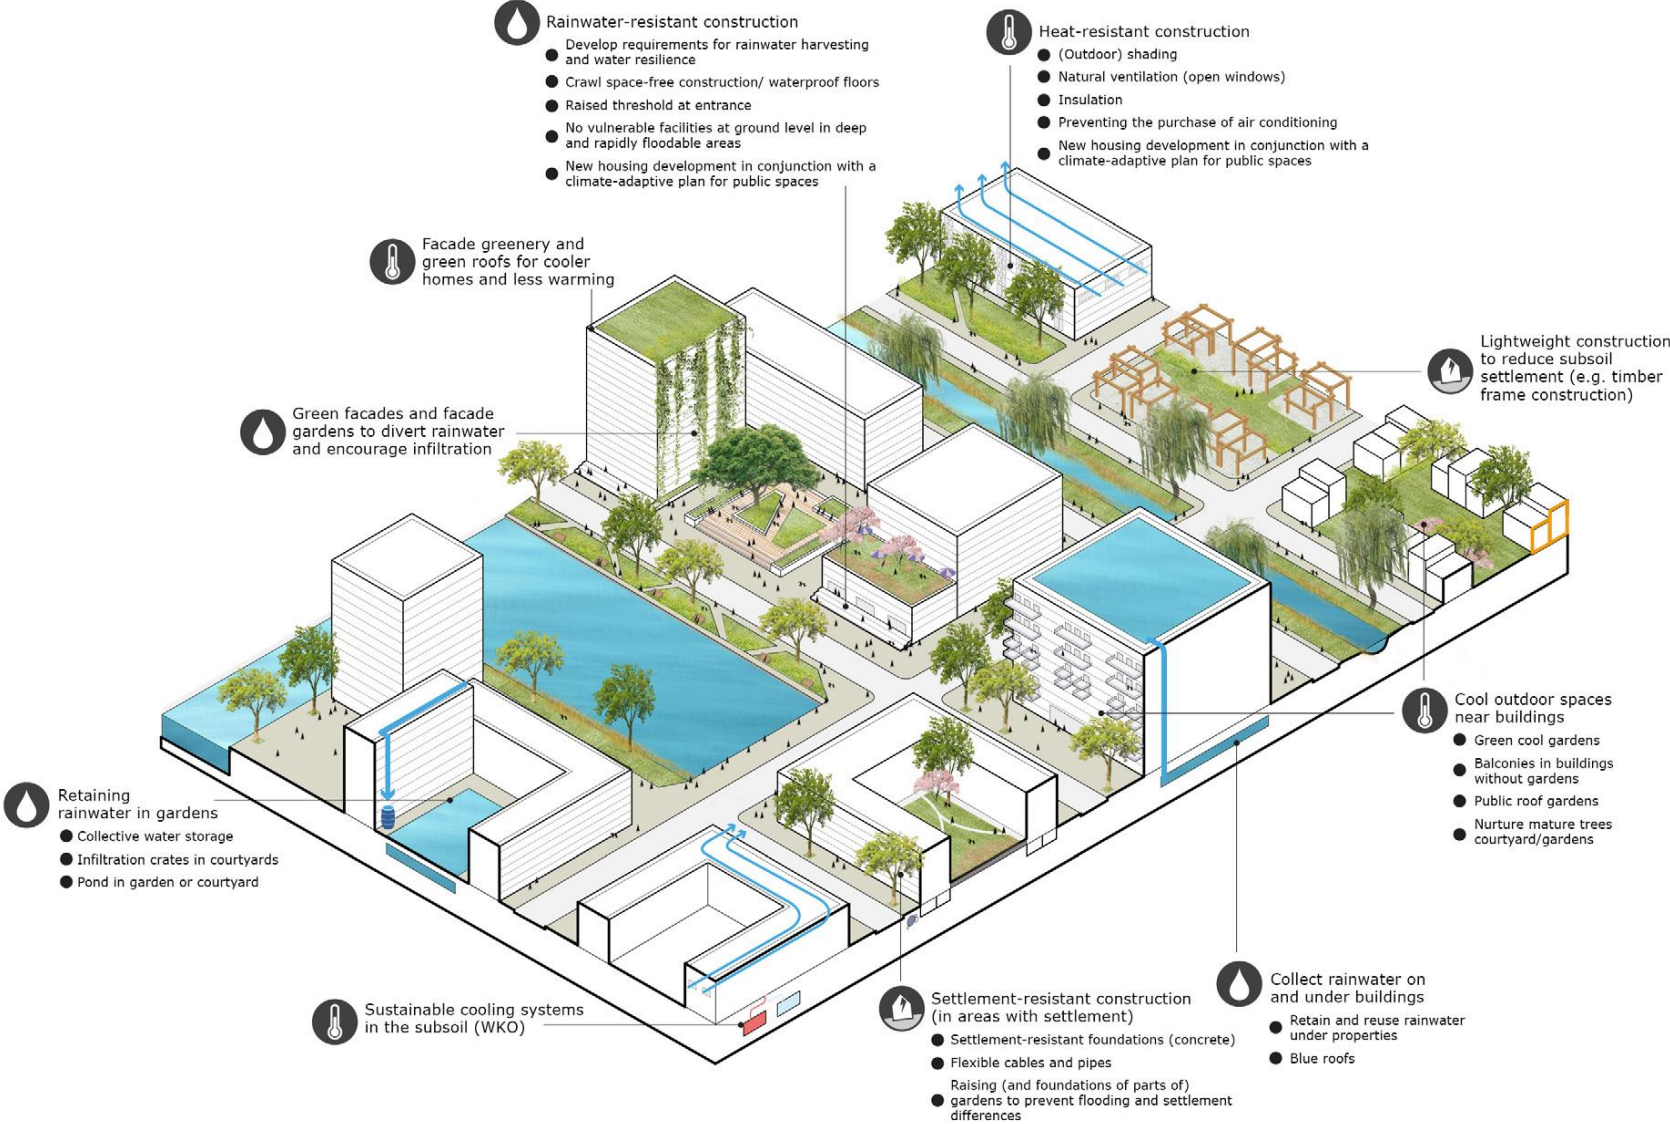 Rainwater-resistant construction
Develop requirements for rainwater harvesting
and water resilience
Crawl space-free construction/ waterproof floors
Raised threshold at entrance
No vulnerable facilities at ground level in deep
and rapidly floodable areas
New housing development in conjunction with a
climate-adaptive plan for public spaces
Heat-resistant construction
(Outdoor) shading
Natural ventilation (open windows)
Insulation
Preventing the purchase of air conditioning
New housing development in conjunction with a
climate-adaptive plan for public spaces
Facade greenery and
green roofs for cooler
homes and less warming
Lightweight construction
to reduce subsoil
settlement (e.g. timber
frame construction)
Green facades and facade
gardens to divert rainwater
and encourage infiltration
Cool outdoor spaces
near buildings
Green cool gardens
Balconies in buildings
without gardens
Public roof gardens
Nurture mature trees
courtyard/gardens
Retaining
rainwater in gardens
Collective water storage
Infiltration crates in courtyards
Pond in garden or courtyard
Sustainable cooling systems
in the subsoil (WKO)
Settlement-resistant construction
(in areas with settlement)
Settlement-resistant foundations (concrete)
Flexible cables and pipes
Raising (and foundations of parts of)
gardens to prevent flooding and settlement
differences
Collect rainwater on
and under buildings
Retain and reuse rainwater
under properties
Blue roofs